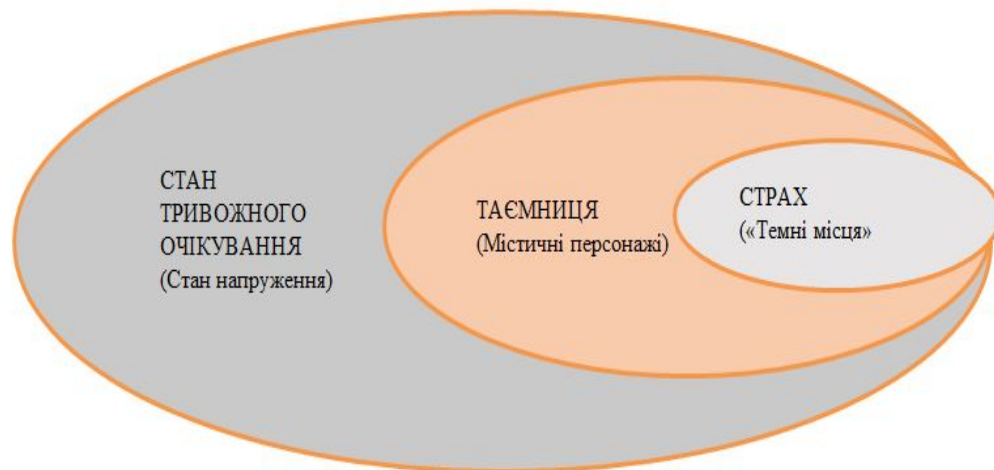 СТАН
ТРИВОЖНОГО
ОЧІКУВАННЯ
(Стан напруження)
ТАЄМНИЦЯ
(Містичні персонажі)
СТРАХ
(«Темні місця»